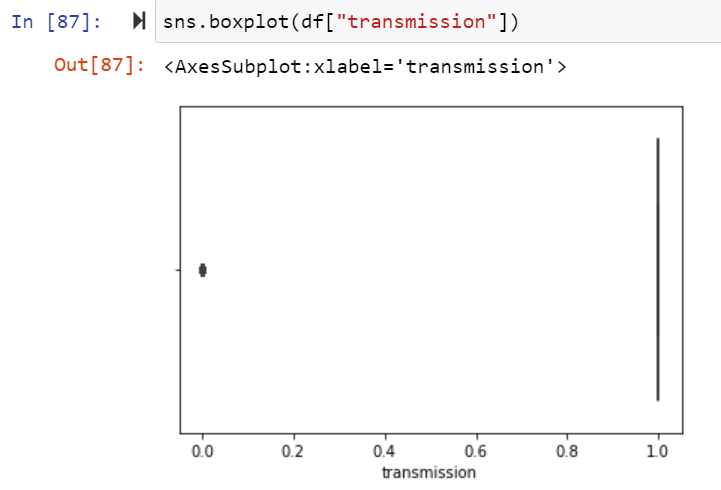 In [87]: sns.boxplot(df["transmission"])
Out[87]: <AxesSubplot:xlabel='transmission'>
0.0 0.2 0.4 0.6 0.8 1.0
transmission